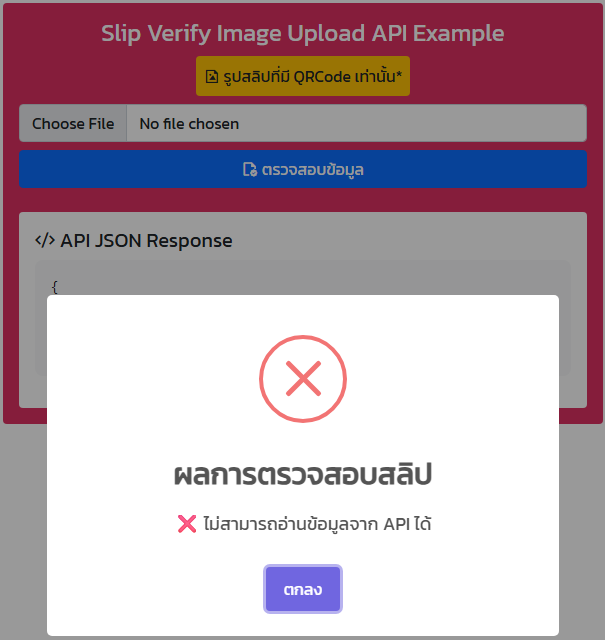 Slip Verify Image Upload API Example
รูปสลิปที่มี QRCode เท่านั้น*
Choose File No file chosen
ตรวจสอบข้อมูล
</> API JSON Response
{
ผลการตรวจสอบสลิป
❌ ไม่สามารถอ่านข้อมูลจาก API ได้
ตกลง